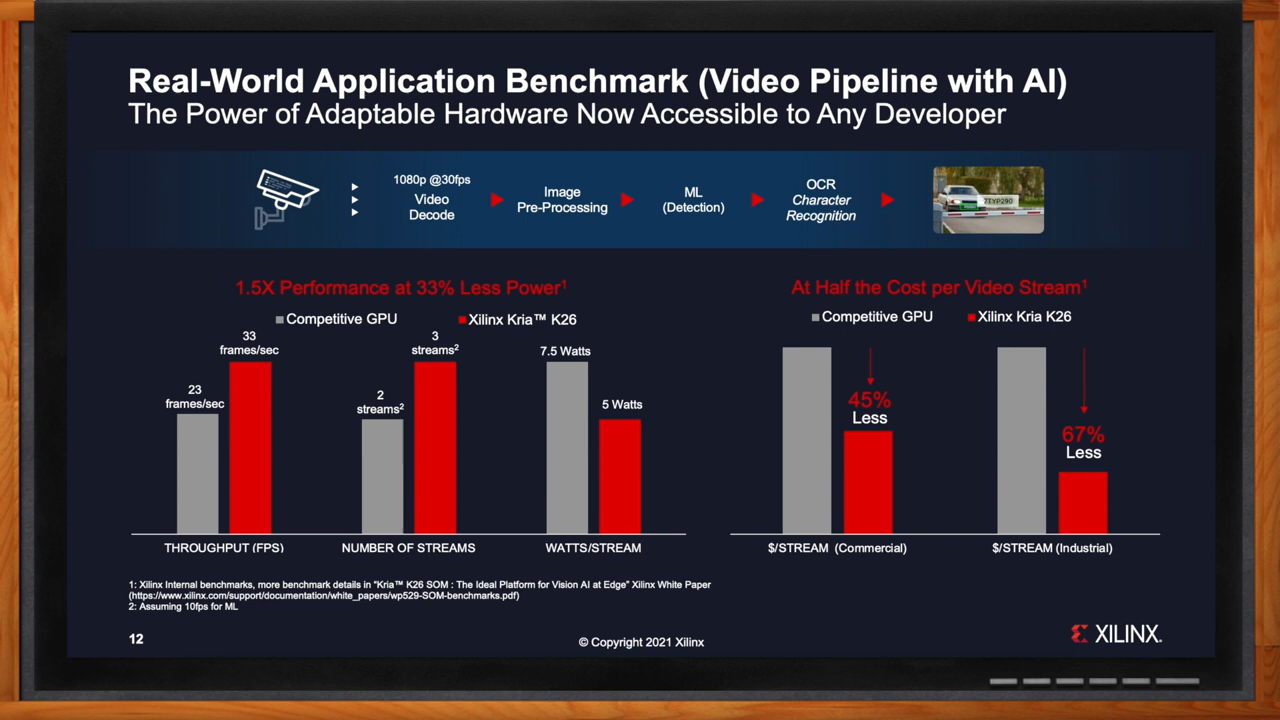 Real-World Application Benchmark (Video Pipeline with AI)
The Power of Adaptable Hardware Now Accessible to Any Developer
1080p @30fps
Video
Decode
Image
Pre-Processing
ML
(Detection)
OCR
Character
Recognition
7TYP290
1.5X Performance at 33% Less Power¹
Competitive GPU
Xilinx Kria™ K26
23
frames/sec
33
frames/sec
2
streams²
3
streams²
7.5 Watts
5 Watts
THROUGHPUT (FPS)
NUMBER OF STREAMS
WATTS/STREAM
At Half the Cost per Video Stream¹
Competitive GPU
Xilinx Kria K26
45%
Less
67%
Less
$/STREAM (Commercial)
$/STREAM (Industrial)
1: Xilinx Internal benchmarks, more benchmark details in “Kria™ K26 SOM : The Ideal Platform for Vision AI at Edge” Xilinx White Paper
(https://www.xilinx.com/support/documentation/white_papers/wp529-SOM-benchmarks.pdf)
2: Assuming 10fps for ML
12
© Copyright 2021 Xilinx
XILINX.